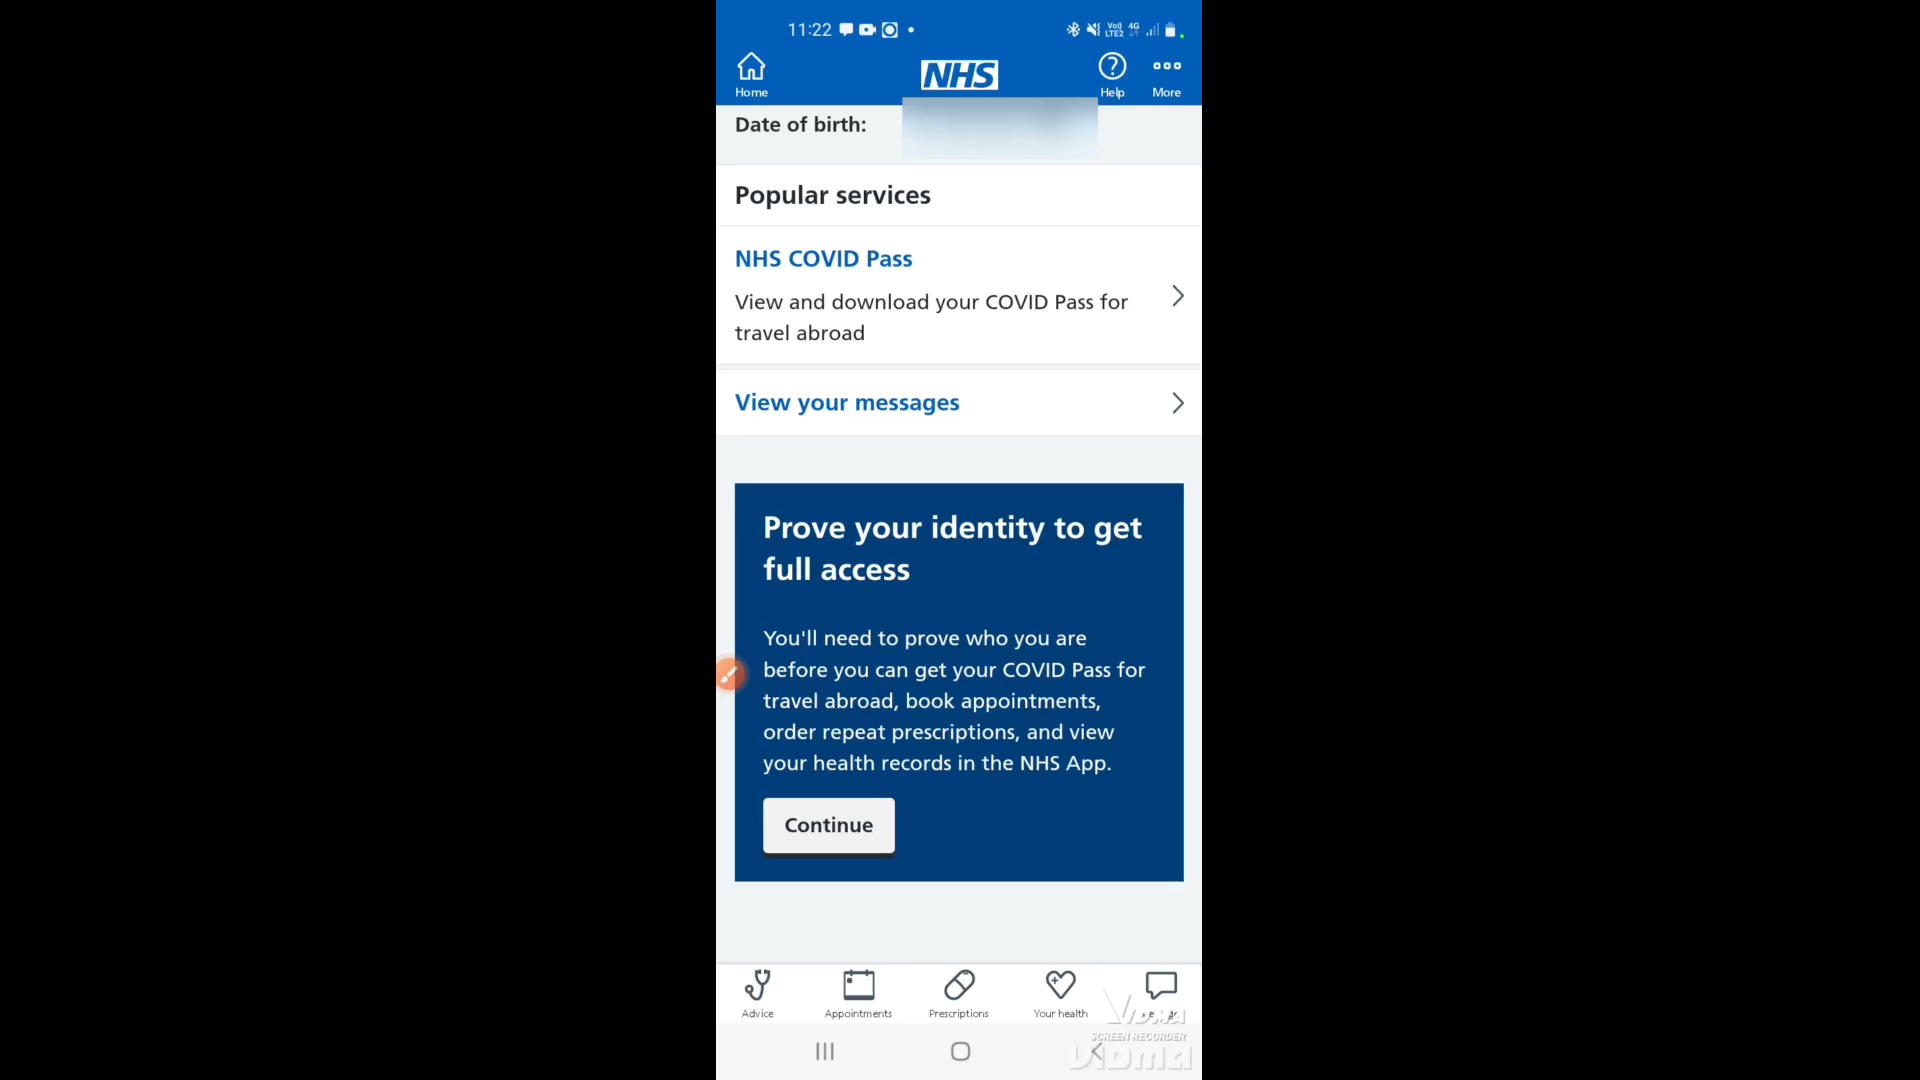 11:22
Vo)) LTE2 4G
Home
NHS
Help
More
Date of birth:
Popular services
NHS COVID Pass
View and download your COVID Pass for
travel abroad
View your messages
Prove your identity to get
full access
You'll need to prove who you are
before you can get your COVID Pass for
travel abroad, book appointments,
order repeat prescriptions, and view
your health records in the NHS App.
Continue
Advice
Appointments
Prescriptions
Your health
SCREEN RECORDER